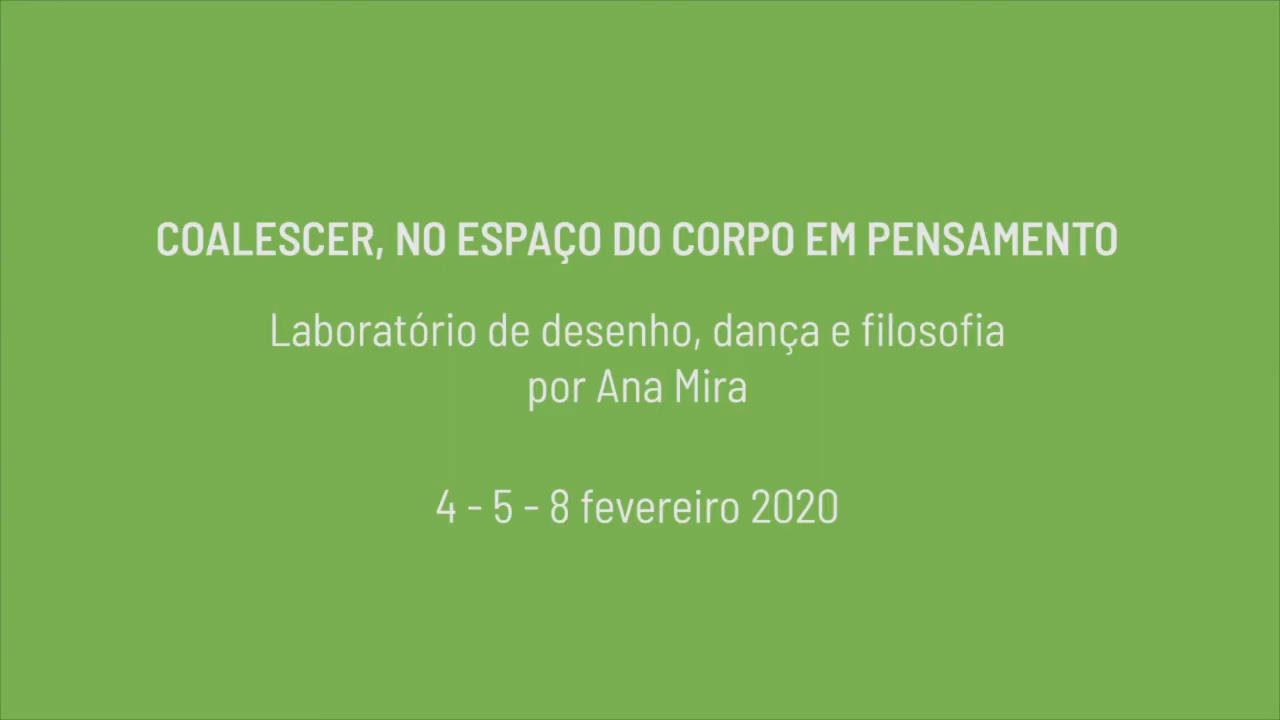 COALESCER, NO ESPAÇO DO CORPO EM PENSAMENTO
Laboratório de desenho, dança e filosofia
por Ana Mira
4 - 5 - 8 fevereiro 2020